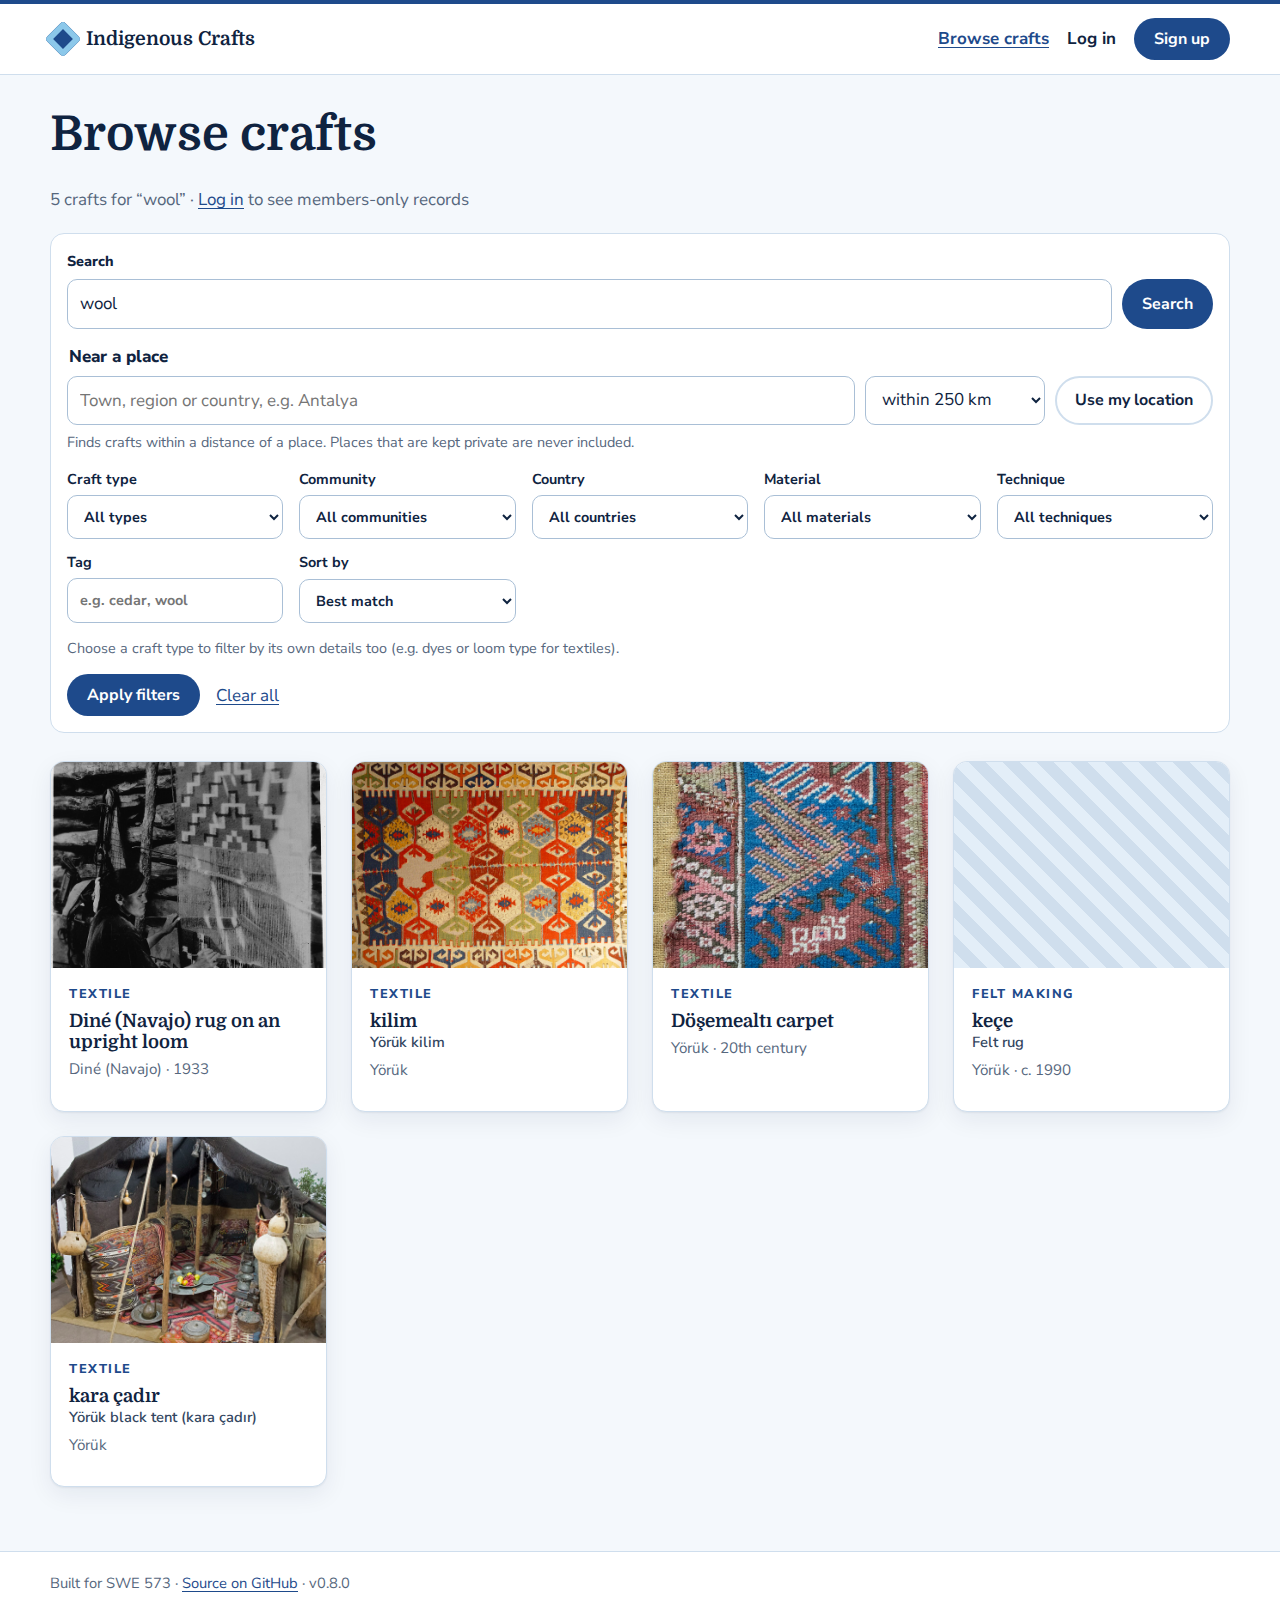 Indigenous Crafts
Browse crafts
Log in
Sign up
Browse crafts
5 crafts for “wool” · Log in to see members-only records
Search
wool
Search
Near a place
Town, region or country, e.g. Antalya
within 250 km
Use my location
Finds crafts within a distance of a place. Places that are kept private are never included.
Craft type
Community
Country
Material
Technique
All types
All communities
All countries
All materials
All techniques
Tag
Sort by
e.g. cedar, wool
Best match
Choose a craft type to filter by its own details too (e.g. dyes or loom type for textiles).
Apply filters
Clear all
TEXTILE
Diné (Navajo) rug on an
upright loom
Diné (Navajo) · 1933
TEXTILE
kilim
Yörük kilim
Yörük
TEXTILE
Döşemealtı carpet
Yörük · 20th century
FELT MAKING
keçe
Felt rug
Yörük · c. 1990
TEXTILE
kara çadır
Yörük black tent (kara çadır)
Yörük
Built for SWE 573 · Source on GitHub · v0.8.0